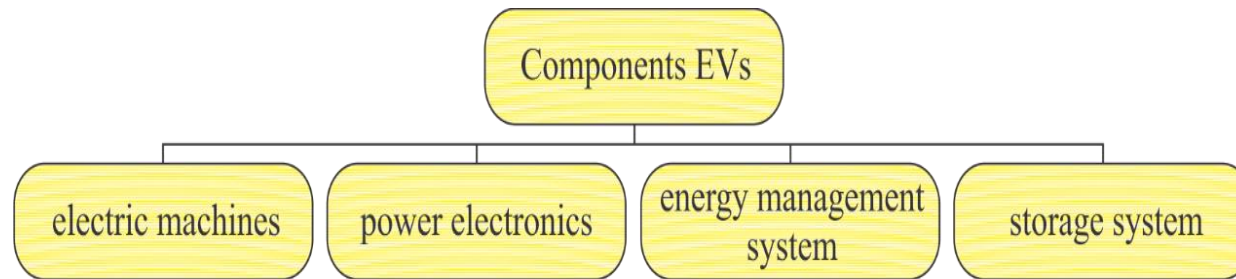 Components EVs
electric machines
power electronics
energy management
system
storage system